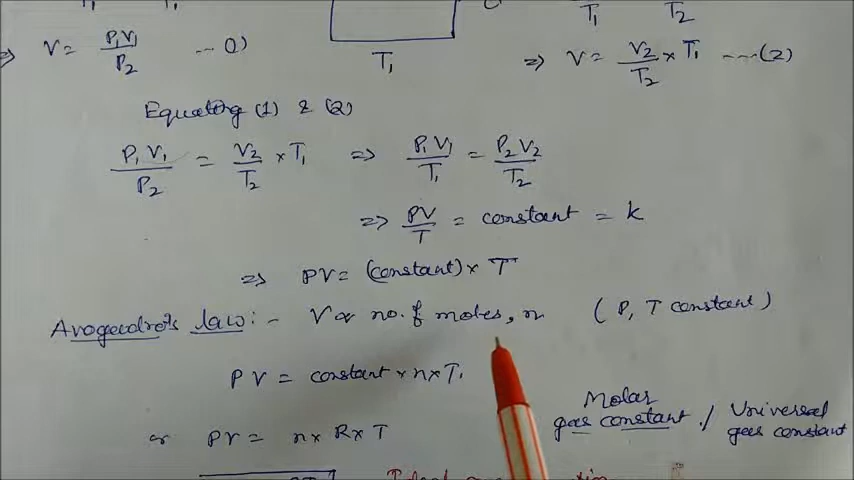 T₁
T₁ T₂
⇒ V = P₁V₁/P₂ ---- (1)
T₁
⇒ V = V₂/T₂ × T₁ ----- (2)
Equating (1) & (2)
P₁V₁/P₂ = V₂/T₂ × T₁ ⇒ P₁V₁/T₁ = P₂V₂/T₂
⇒ PV/T = constant = k
⇒ PV = (constant) × T
Avogadro's law :- V ∝ no. of moles, n (P, T constant)
PV = constant × n × T.
or PV = n × R × T
Molar gas constant / Universal gas constant